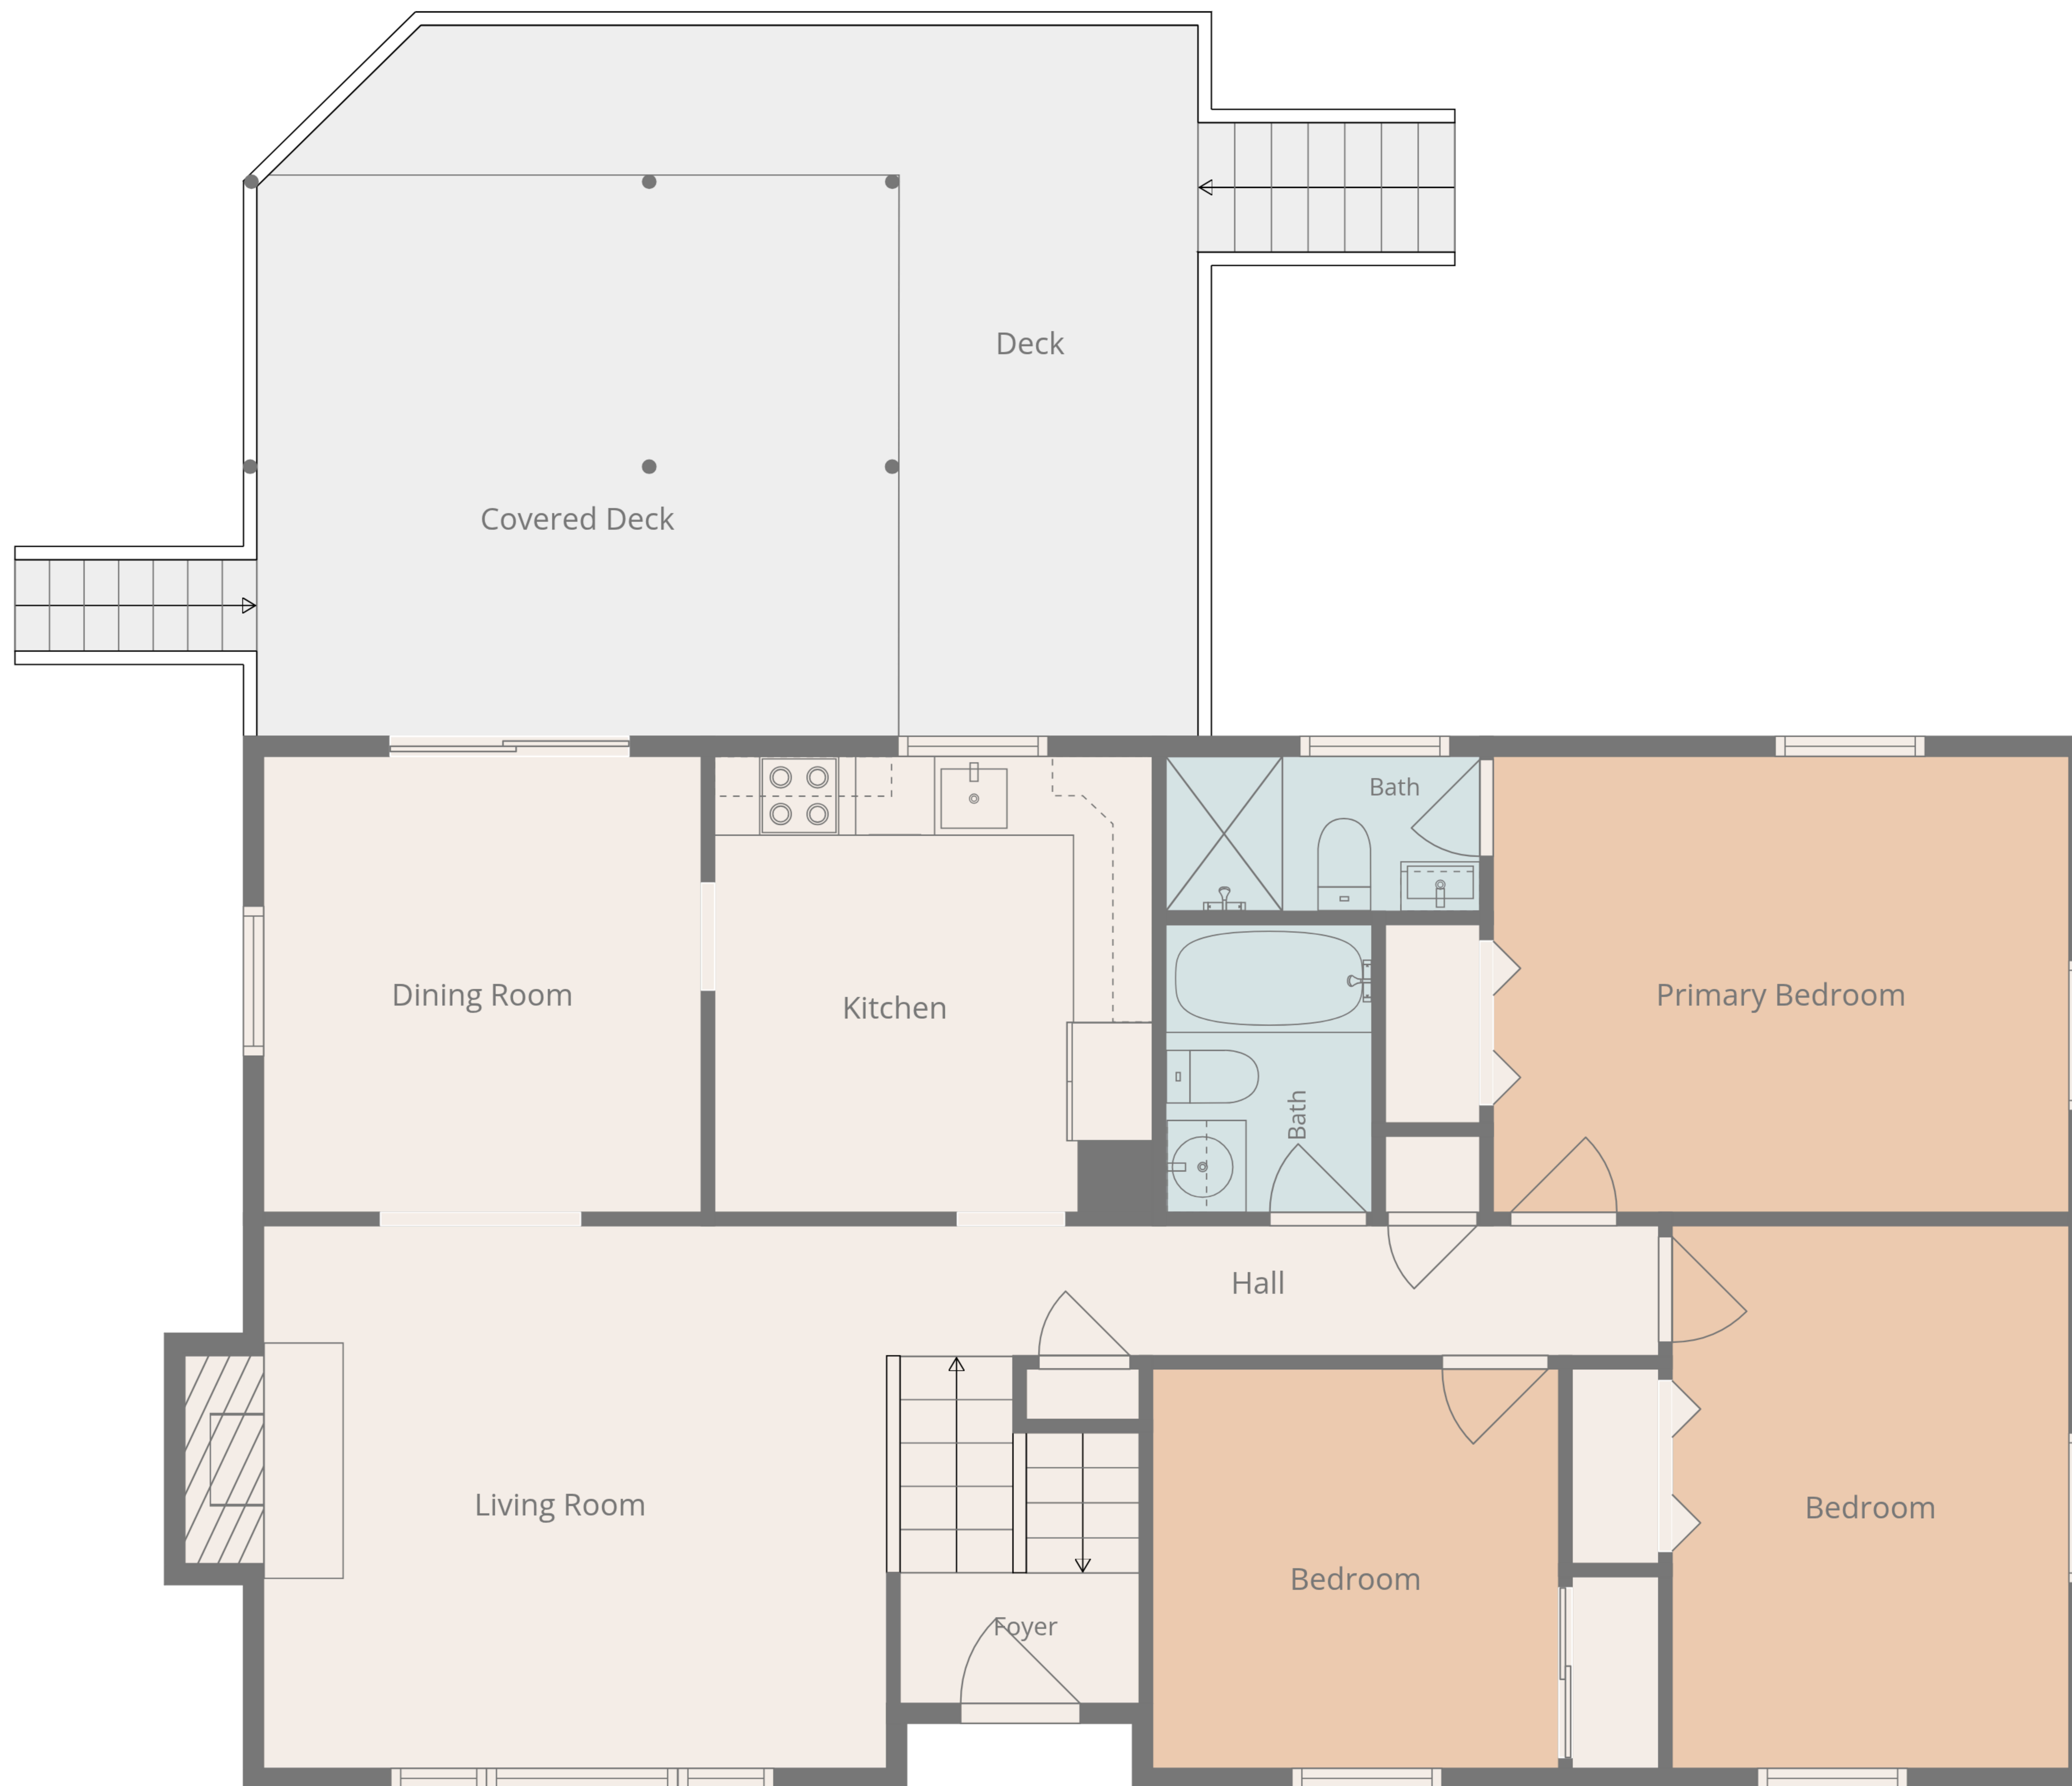 Deck
Covered Deck
Bath
Dining Room
Kitchen
Primary Bedroom
Bath
Hall
Living Room
Bedroom
Bedroom
Foyer